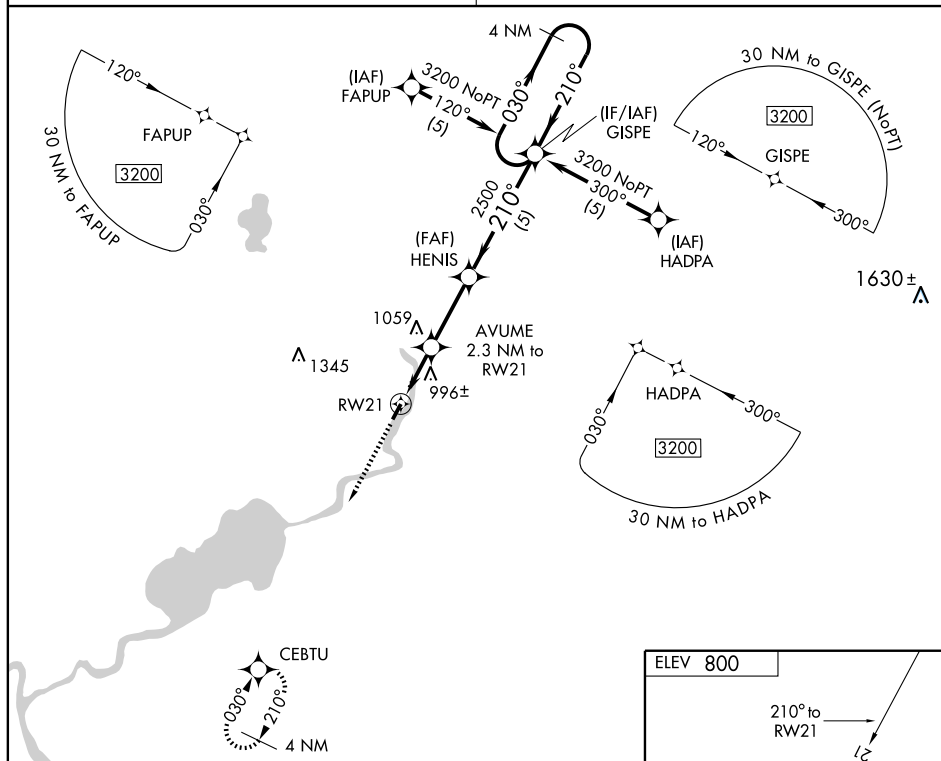 4 NM
030°
210°
(IAF)
FAPUP
3200 NoPT
120°
(5)
(IF/IAF)
GISPE
3200 NoPT
300°
(5)
(IAF)
HADPA
2500
210°
(5)
(FAF)
HENIS
120°
FAPUP
3200
030°
30 NM to FAPUP
30 NM to GISPE (NoPT)
3200
120°
GISPE
300°
1630 ±
1059
AVUME
2.3 NM to
RW21
1345
996±
RW21
HADPA
300°
030°
3200
30 NM to HADPA
CEBTU
030°
210°
4 NM
ELEV 800
210° to
RW21
21